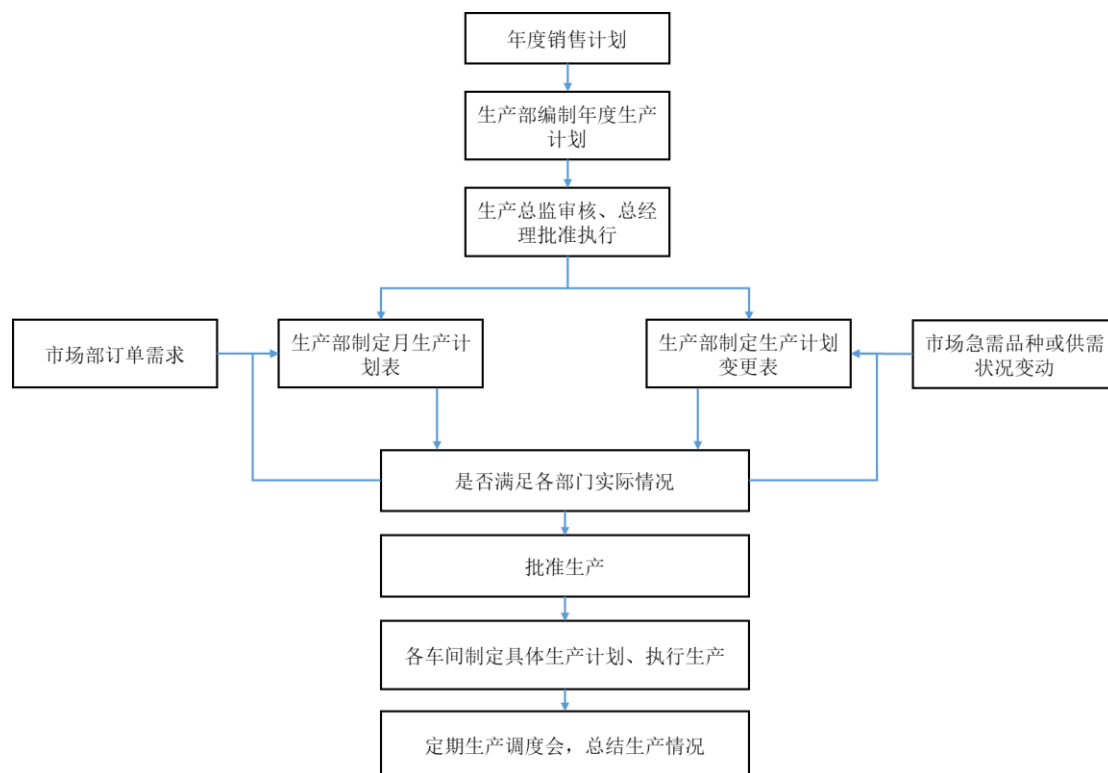 年度销售计划
生产部编制年度生产
计划
生产总监审核、总经
理批准执行
市场部订单需求
生产部制定月生产计
划表
生产部制定生产计划
变更表
市场急需品种或供需
状况变动
是否满足各部门实际情况
批准生产
各车间制定具体生产计划、执行生产
定期生产调度会，总结生产情况